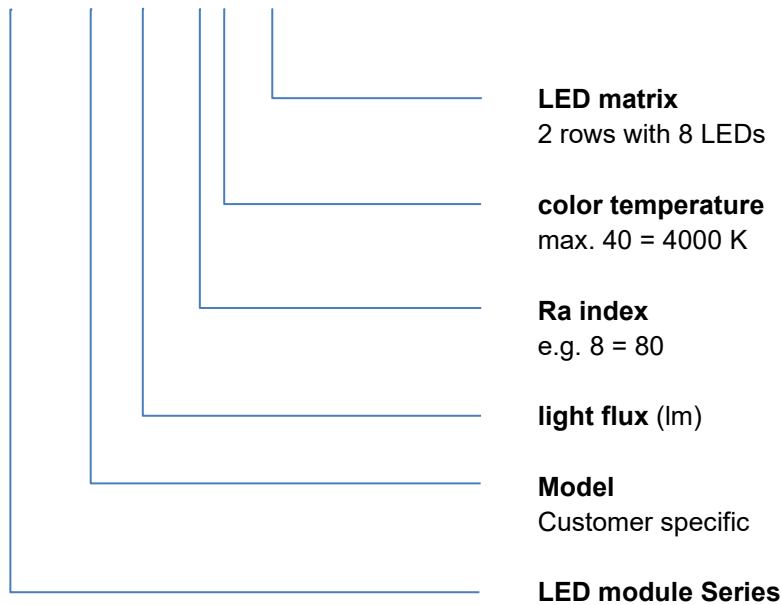 LED matrix
2 rows with 8 LEDs
color temperature
max. 40 = 4000 K
Ra index
e.g. 8 = 80
light flux (lm)
Model
Customer specific
LED module Series